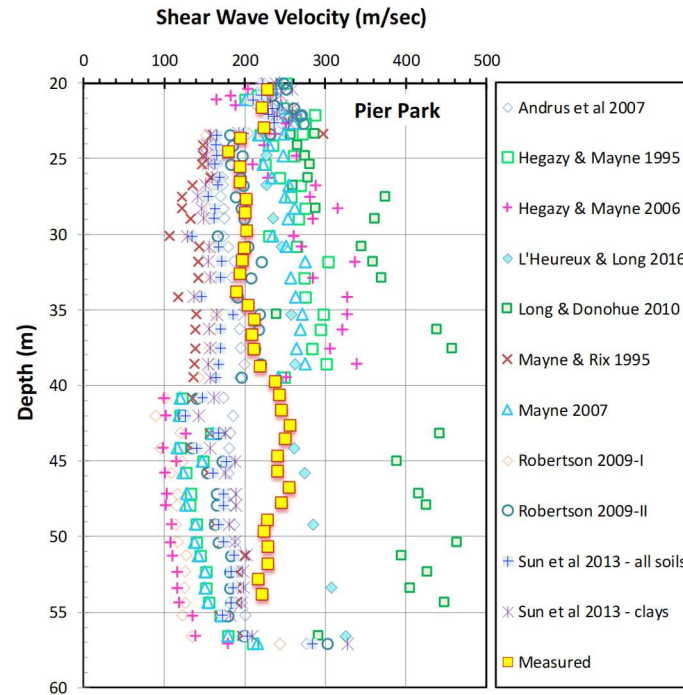 Shear Wave Velocity (m/sec)
0 100 200 300 400 500
20
25
30
35
40
45
50
55
60
Depth (m)
Pier Park
Andrus et al 2007
Hegazy & Mayne 1995
Hegazy & Mayne 2006
L'Heureux & Long 2016
Long & Donohue 2010
Mayne & Rix 1995
Mayne 2007
Robertson 2009-I
Robertson 2009-II
Sun et al 2013 - all soils
Sun et al 2013 - clays
Measured